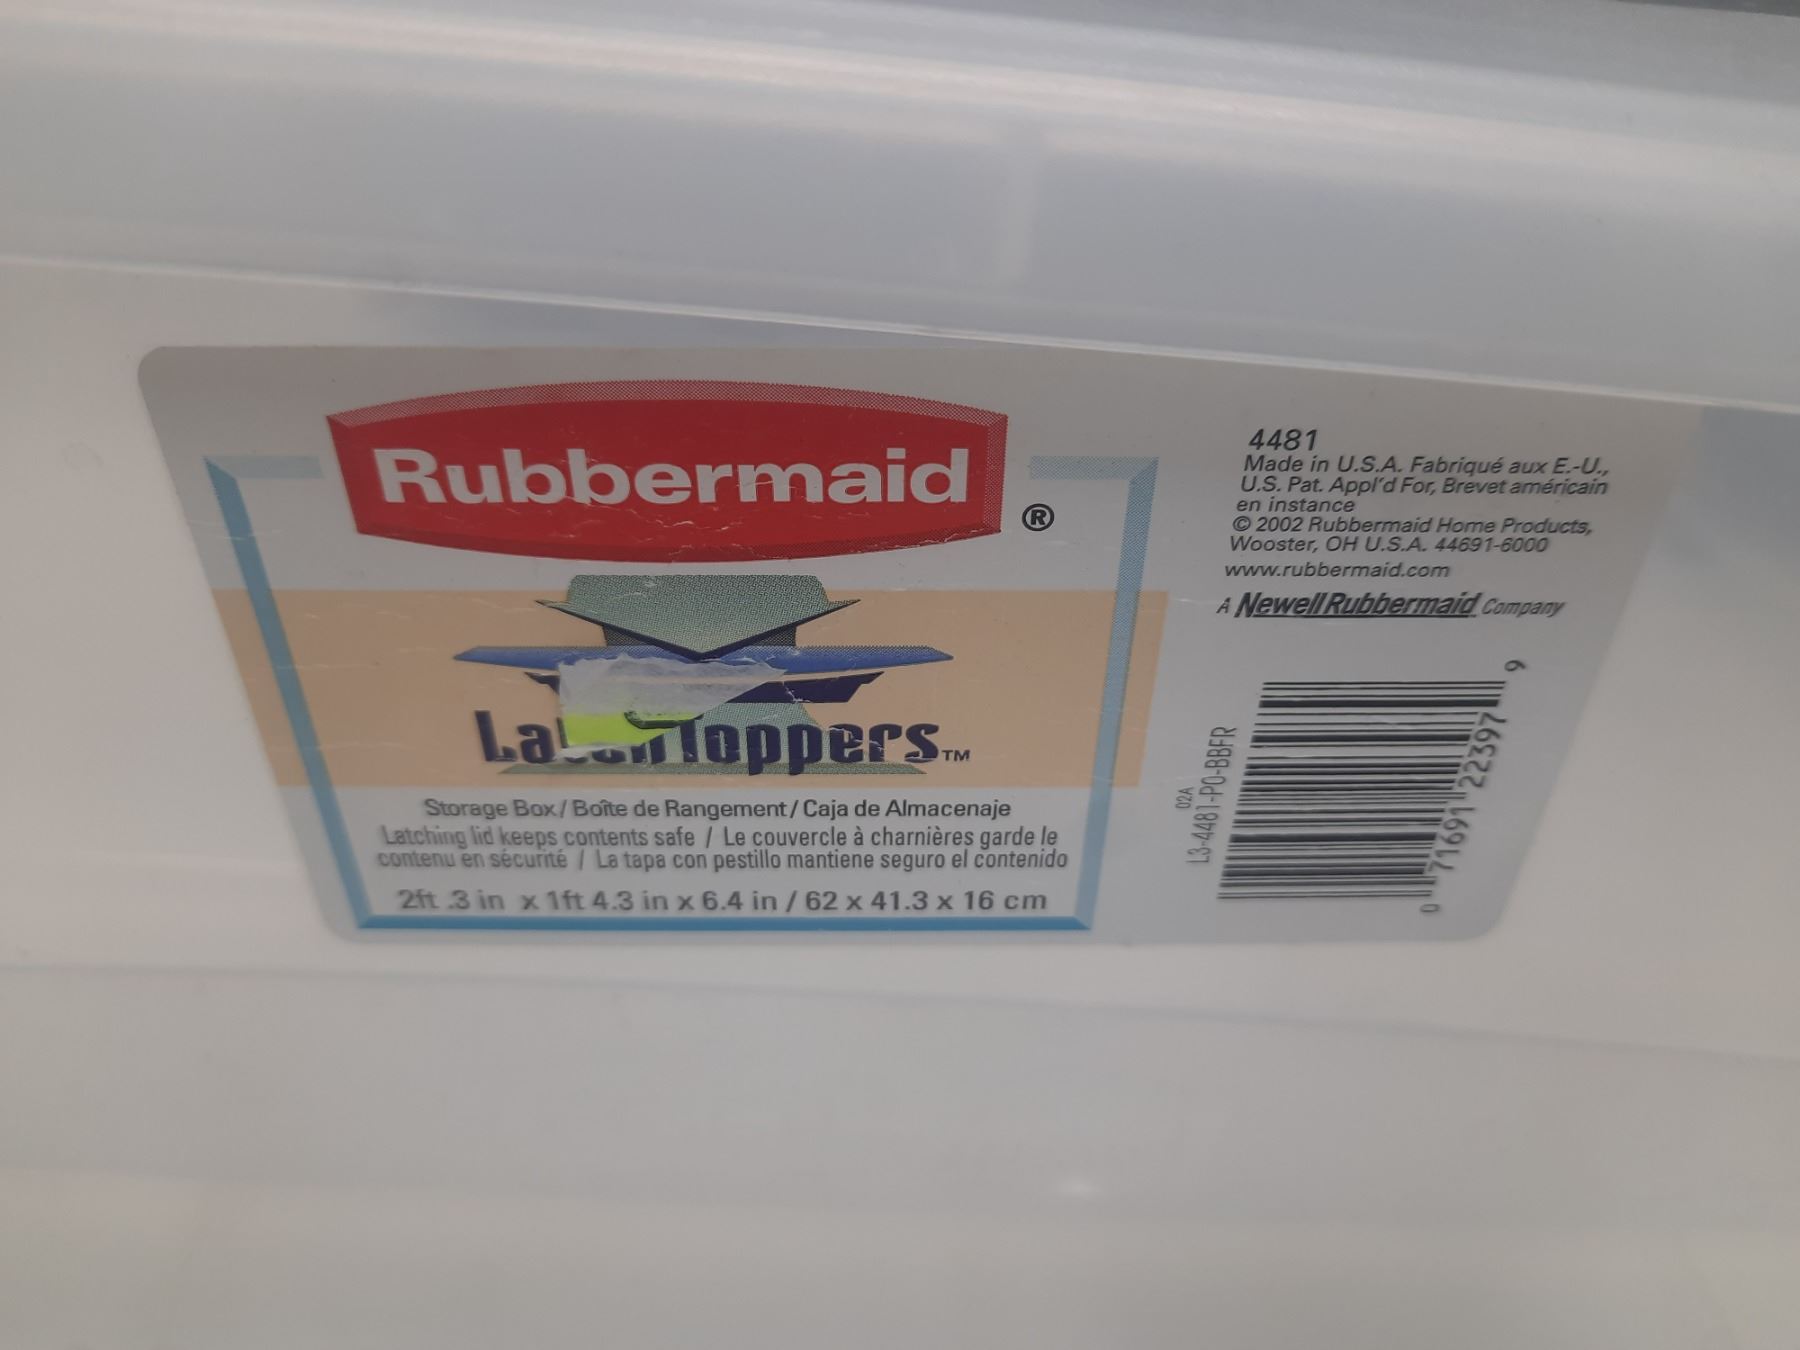 Rubbermaid
®
Latch Toppers™
Storage Box / Boîte de Rangement / Caja de Almacenaje
Latching lid keeps contents safe / Le couvercle à charnières garde le
contenu en sécurité / La tapa con pestillo mantiene seguro el contenido
2ft .3 in x 1ft 4.3 in x 6.4 in / 62 x 41.3 x 16 cm
4481
Made in U.S.A. Fabriqué aux E.-U.,
U.S. Pat. Appl'd For, Brevet américain
en instance
© 2002 Rubbermaid Home Products,
Wooster, OH U.S.A. 44691-6000
www.rubbermaid.com
A Newell Rubbermaid Company
02A
L3-4481-P0-BBFR
0 71691 22397 9